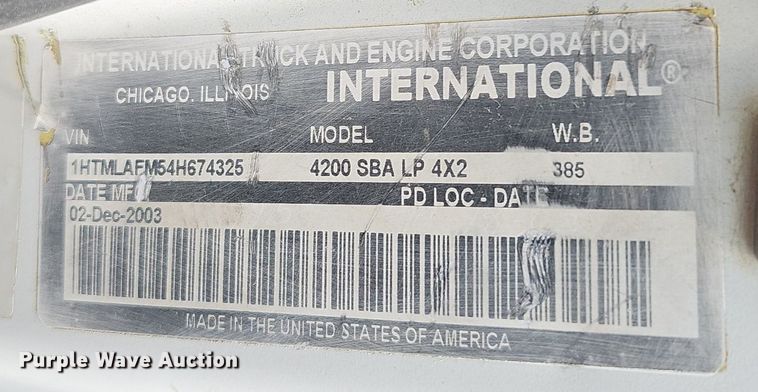 INTERNATIONAL TRUCK AND ENGINE CORPORATION
CHICAGO, ILLINOIS INTERNATIONAL®
VIN MODEL W.B.
1HTMLAFM54H674325 4200 SBA LP 4X2 385
DATE MFD PD LOC - DATE
02-Dec-2003
MADE IN THE UNITED STATES OF AMERICA
Purple Wave Auction